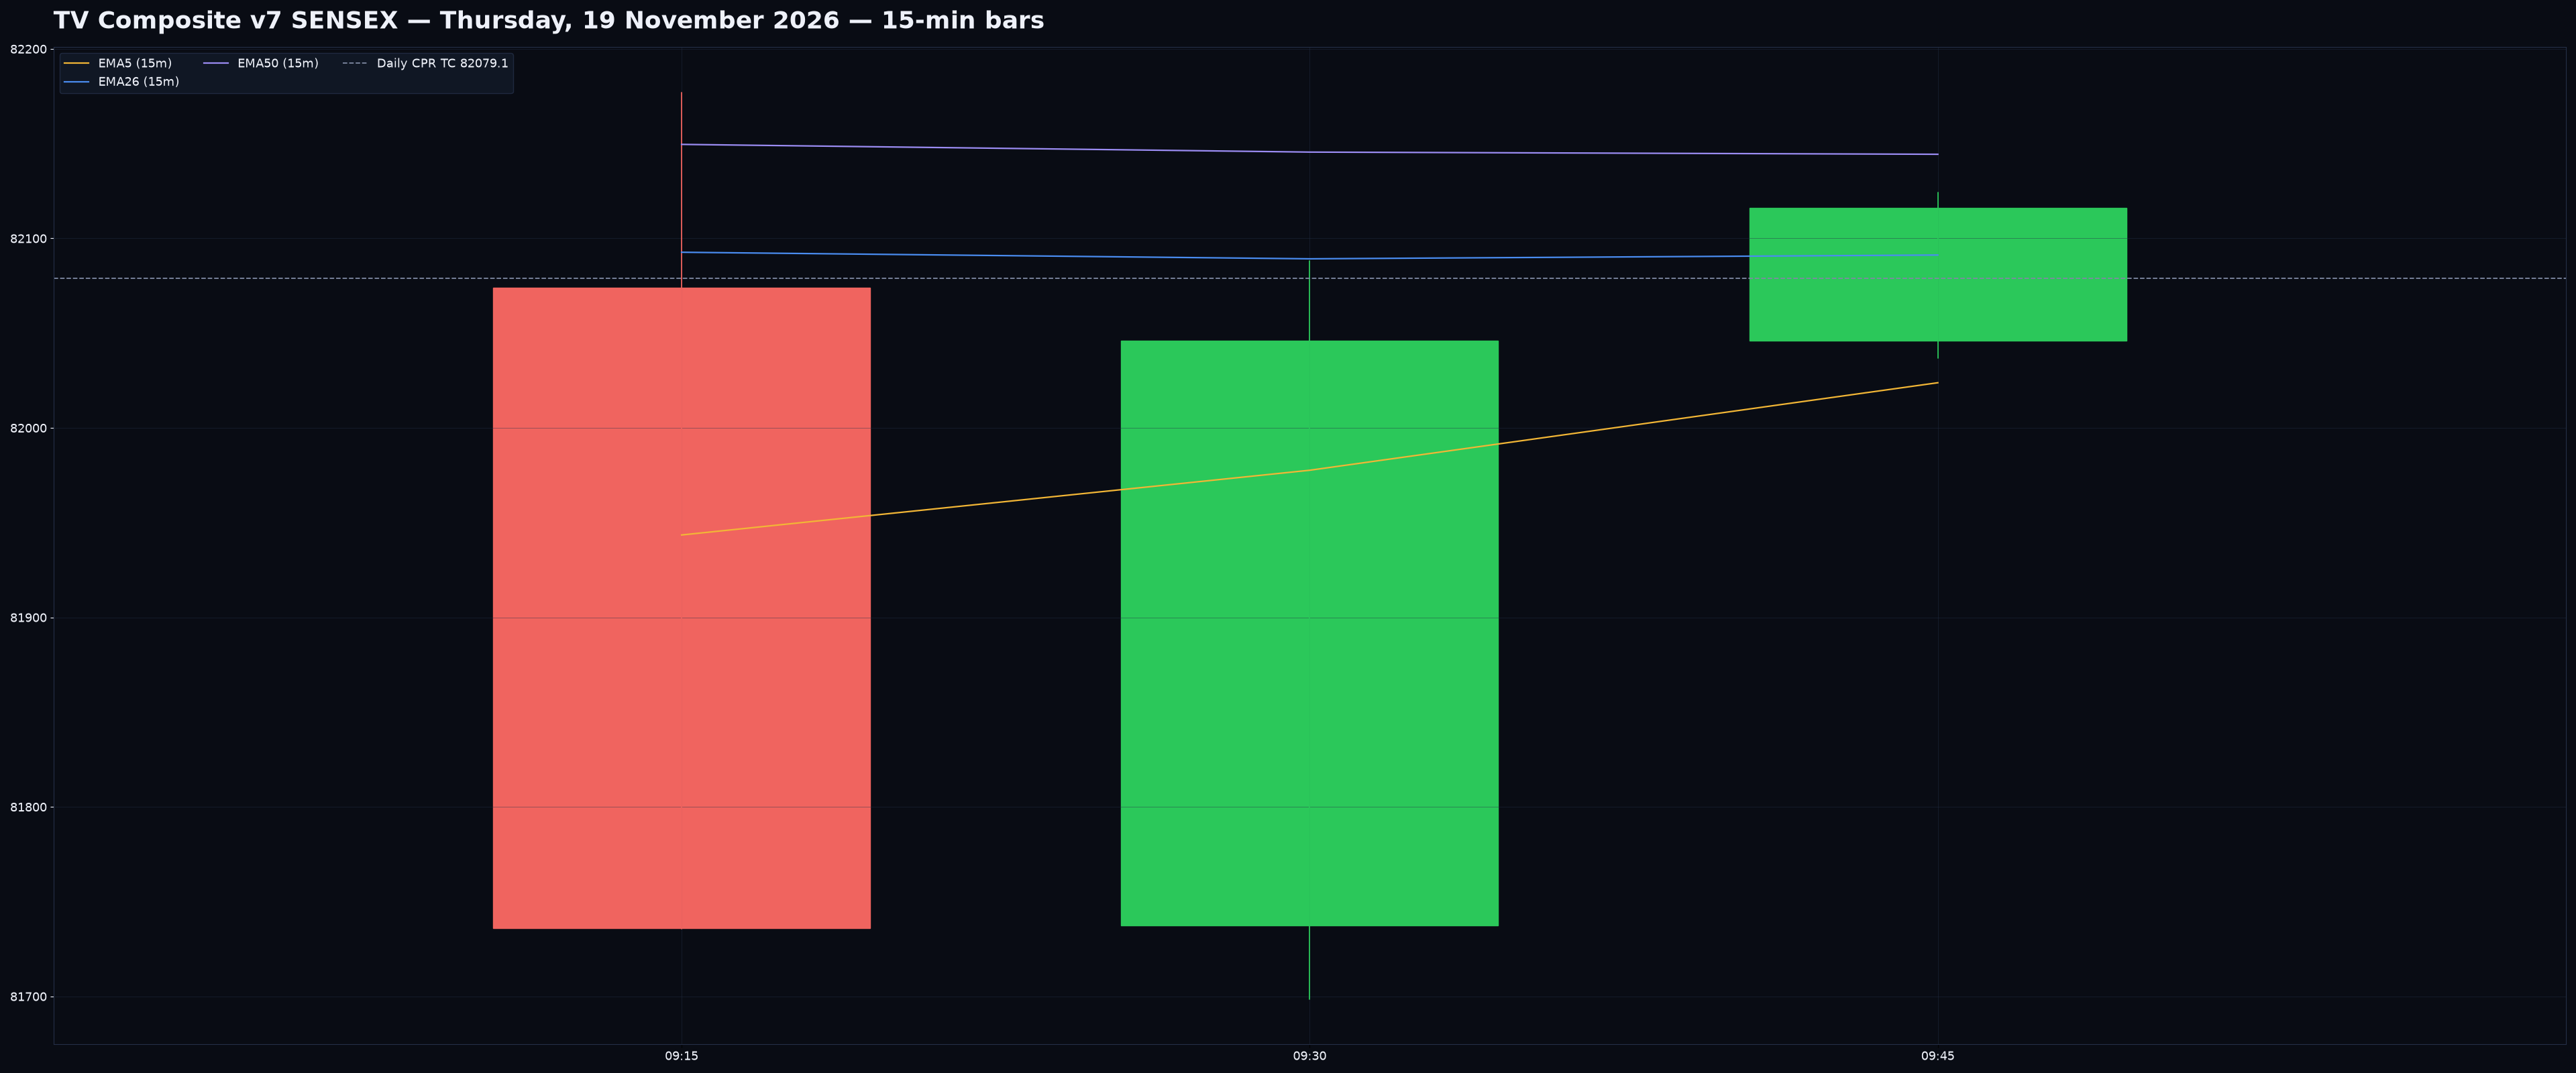 TV Composite v7 SENSEX — Thursday, 19 November 2026 — 15-min bars
EMA5 (15m) EMA50 (15m) Daily CPR TC 82079.1
EMA26 (15m)
82200
82100
82000
81900
81800
81700
09:15 09:30 09:45